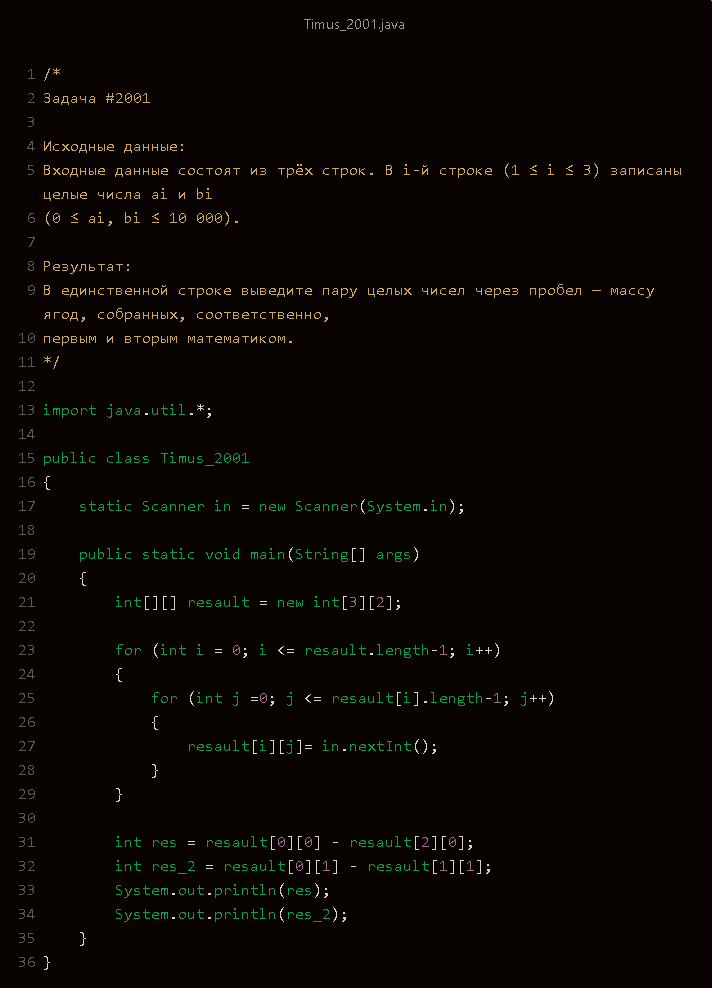 Timus_2001.java
1 /*
2 Задача #2001
3
4 Исходные данные:
5 Входные данные состоят из трёх строк. В i-й строке (1 ≤ i ≤ 3) записаны
целые числа ai и bi
6 (0 ≤ ai, bi ≤ 10 000).
7
8 Результат:
9 В единственной строке выведите пару целых чисел через пробел — массу
ягод, собранных, соответственно,
10 первым и вторым математиком.
11 */
12
13 import java.util.*;
14
15 public class Timus_2001
16 {
17     static Scanner in = new Scanner(System.in);
18
19     public static void main(String[] args)
20     {
21         int[][] resault = new int[3][2];
22
23         for (int i = 0; i <= resault.length-1; i++)
24         {
25             for (int j =0; j <= resault[i].length-1; j++)
26             {
27                 resault[i][j]= in.nextInt();
28             }
29         }
30
31         int res = resault[0][0] - resault[2][0];
32         int res_2 = resault[0][1] - resault[1][1];
33         System.out.println(res);
34         System.out.println(res_2);
35     }
36 }